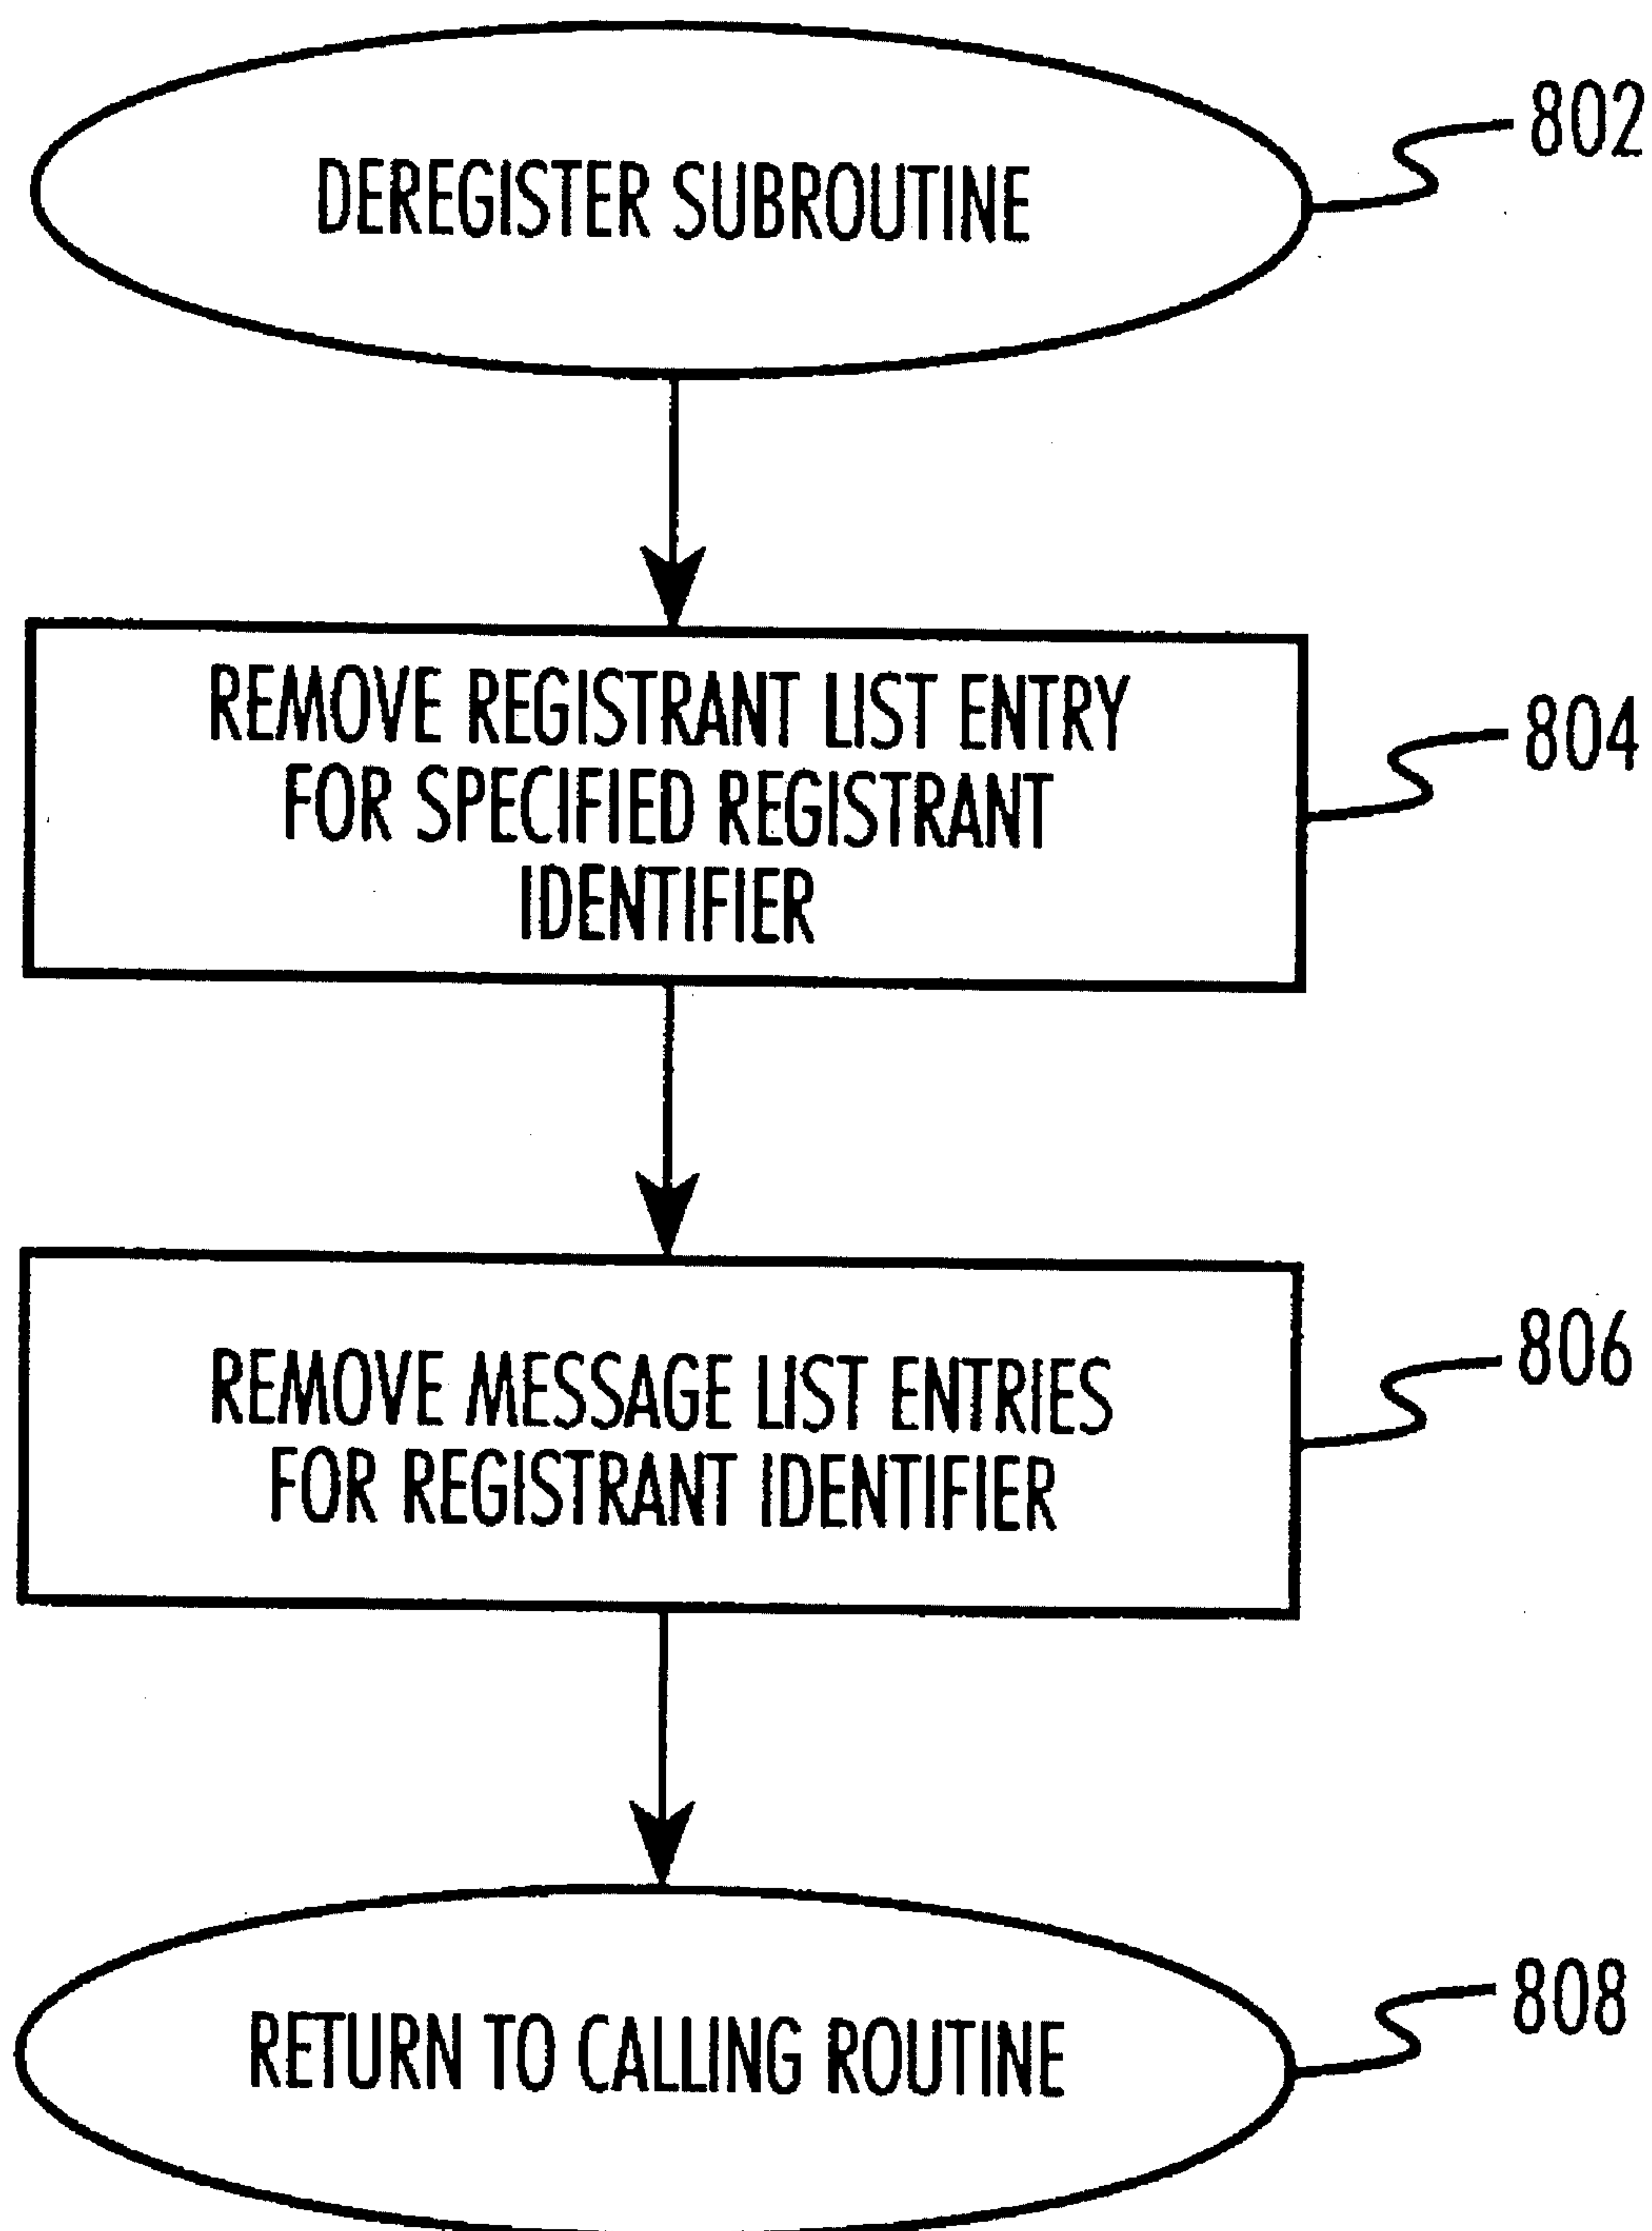 DEREGISTER SUBROUTINE
802
REMOVE REGISTRANT LIST ENTRY
FOR SPECIFIED REGISTRANT
IDENTIFIER
804
REMOVE MESSAGE LIST ENTRIES
FOR REGISTRANT IDENTIFIER
806
RETURN TO CALLING ROUTINE
808